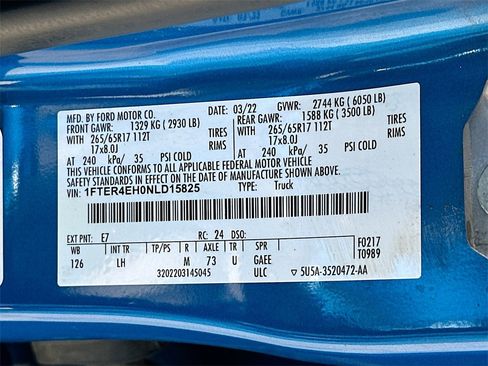 MFD. BY FORD MOTOR CO. DATE: 03/22 GVWR: 2744 KG ( 6050 LB)
FRONT GAWR: 1329 KG ( 2930 LB) REAR GAWR: 1588 KG ( 3500 LB)
WITH 265/65R17 112T TIRES WITH 265/65R17 112T TIRES
17x8.0J RIMS 17x8.0J RIMS
AT 240 kPa/ 35 PSI COLD AT 240 kPa/ 35 PSI COLD
THIS VEHICLE CONFORMS TO ALL APPLICABLE FEDERAL MOTOR VEHICLE
SAFETY STANDARDS IN EFFECT ON THE DATE OF MANUFACTURE SHOWN ABOVE.
VIN: 1FTER4EH0NLD15825 TYPE: Truck
EXT PNT: E7 RC: 24 DSO: F0217
WB INT TR TP/PS R AXLE TR SPR T0989
126 LH M 73 U GAEE
3202203145045 ULC ▽ 5U5A-3520472-AA